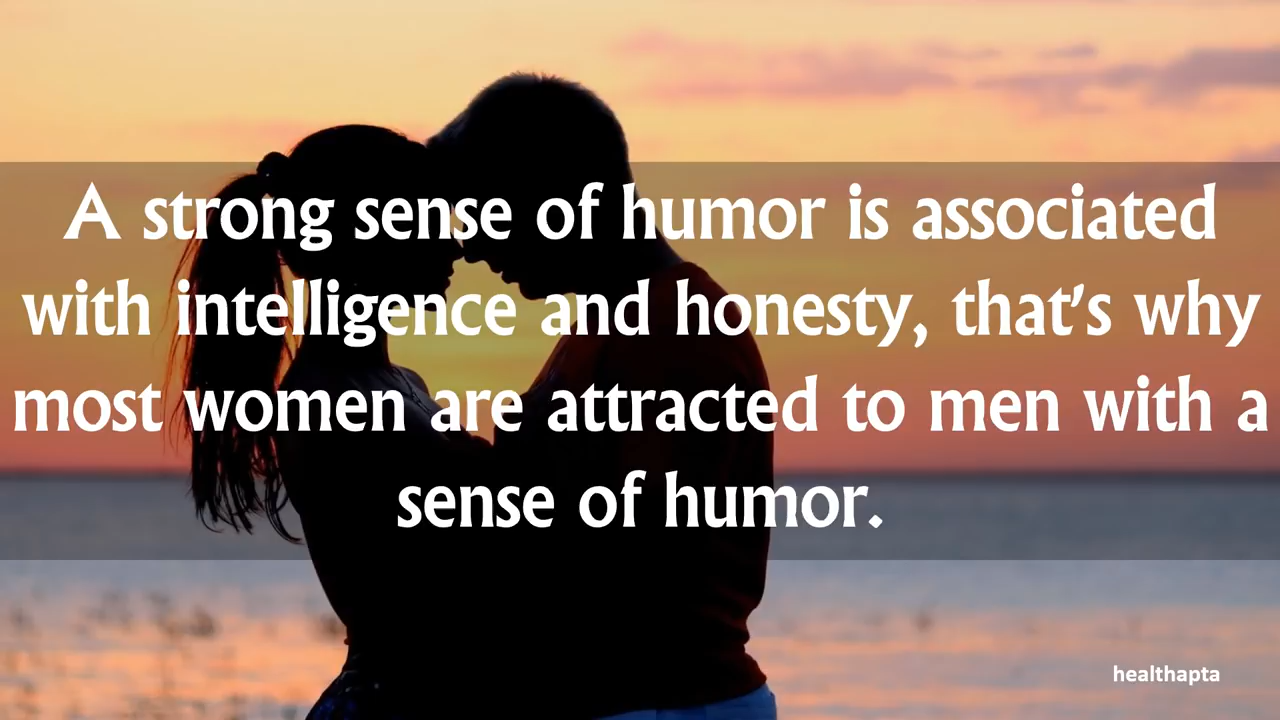 A strong sense of humor is associated
with intelligence and honesty, that's why
most women are attracted to men with a
sense of humor.
healthapta